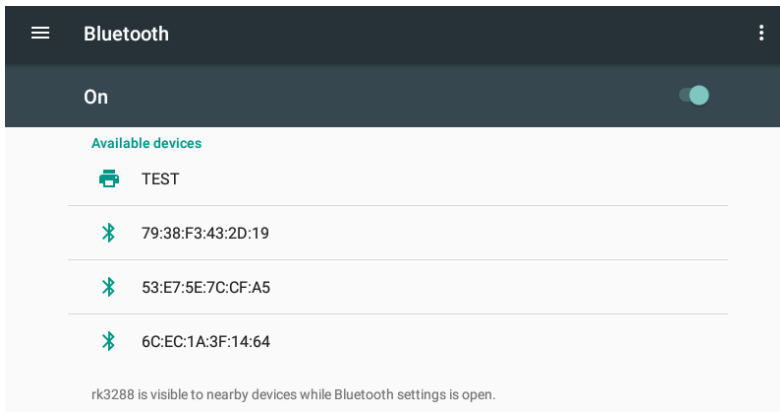 Bluetooth
On
Available devices
TEST
79:38:F3:43:2D:19
53:E7:5E:7C:CF:A5
6C:EC:1A:3F:14:64
rk3288 is visible to nearby devices while Bluetooth settings is open.